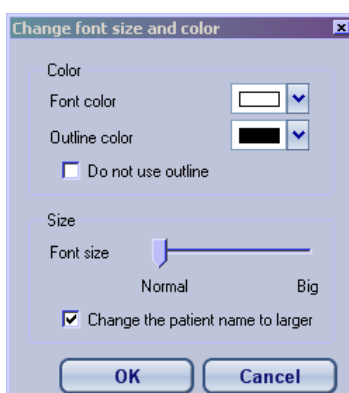 Change font size and color
Color
Font color
Outline color
Do not use outline
Size
Font size
Normal Big
Change the patient name to larger
OK Cancel